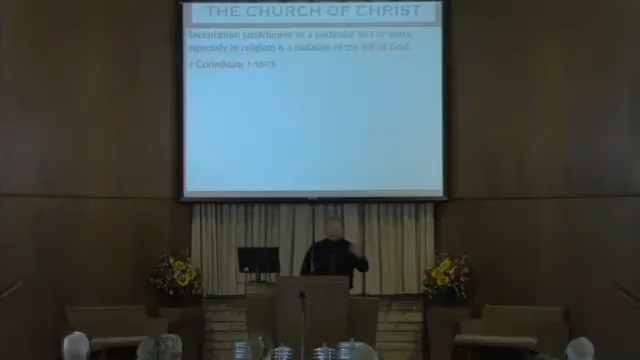 THE CHURCH OF CHRIST
Sectarianism (attachment to a particular sect or party,
especially in religion) is a violation of the will of God.
1 Corinthians 1:10-13